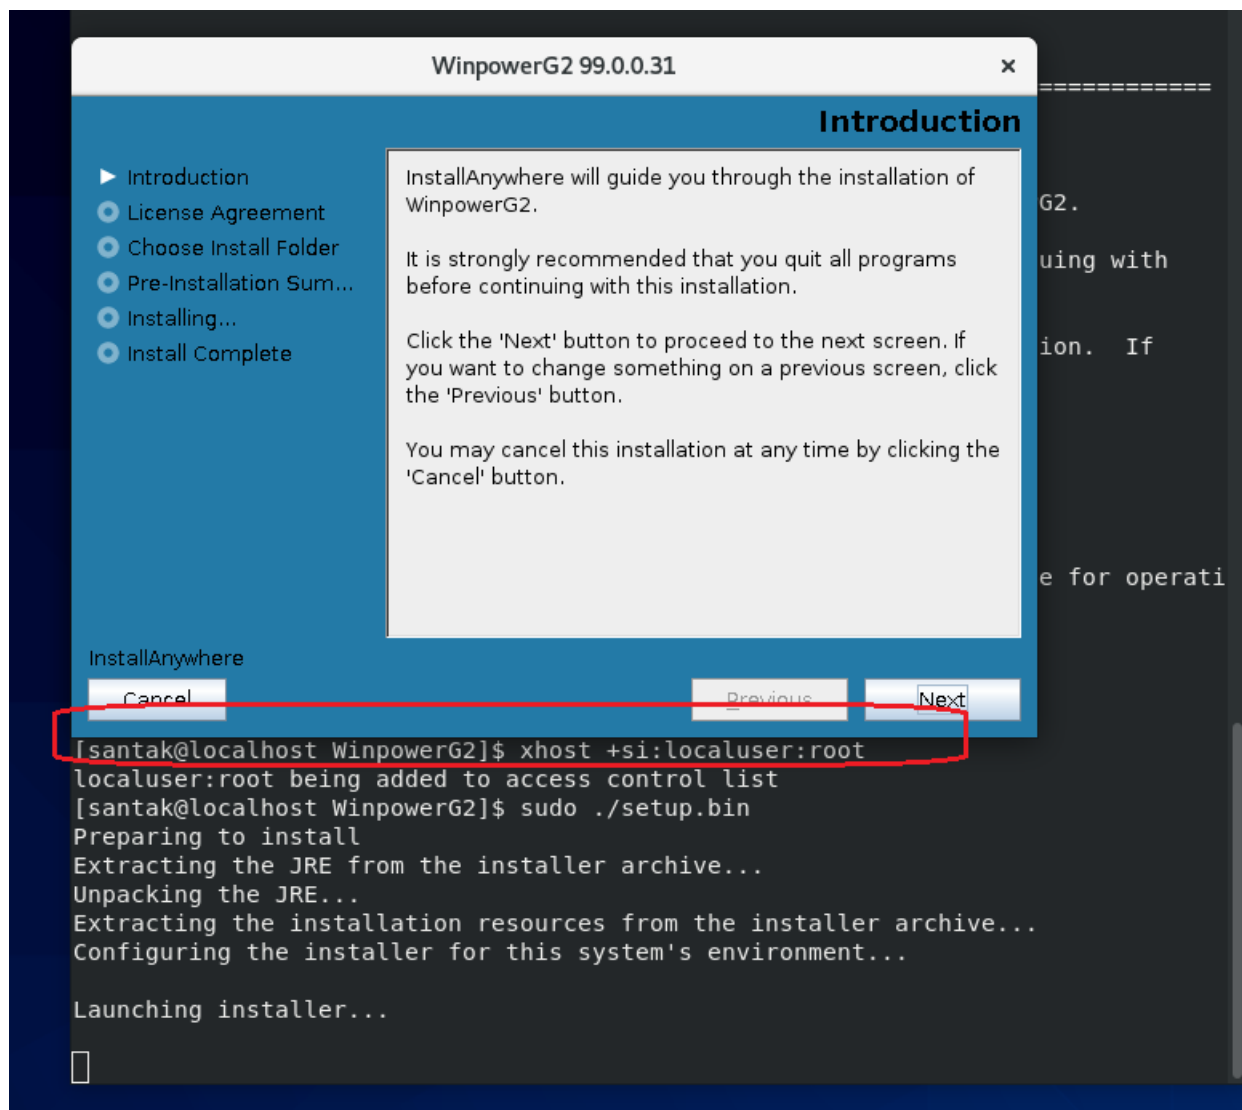 WinpowerG2 99.0.0.31
×
============
Introduction
Introduction
License Agreement
Choose Install Folder
Pre-Installation Sum...
Installing...
Install Complete
InstallAnywhere will guide you through the installation of
WinpowerG2.
It is strongly recommended that you quit all programs
before continuing with this installation.
Click the 'Next' button to proceed to the next screen. If
you want to change something on a previous screen, click
the 'Previous' button.
You may cancel this installation at any time by clicking the
'Cancel' button.
G2.
uing with
ion.  If
e for operati
InstallAnywhere
Cancel
Previous
Next
[santak@localhost WinpowerG2]$ xhost +si:localuser:root
localuser:root being added to access control list
[santak@localhost WinpowerG2]$ sudo ./setup.bin
Preparing to install
Extracting the JRE from the installer archive...
Unpacking the JRE...
Extracting the installation resources from the installer archive...
Configuring the installer for this system's environment...
Launching installer...